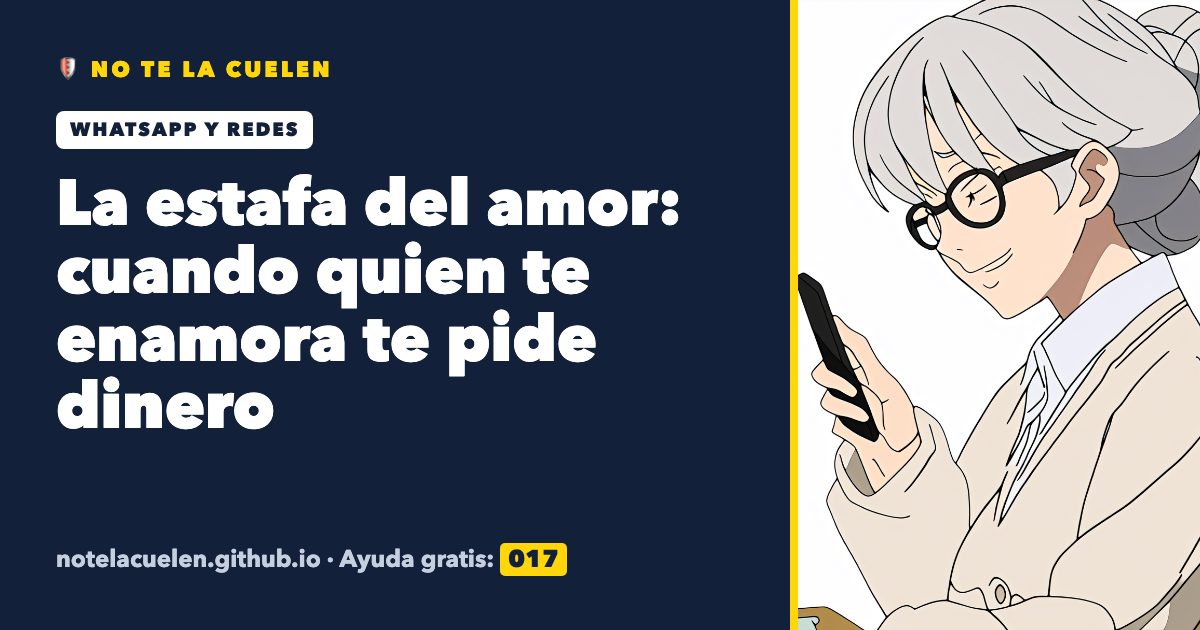 NO TE LA CUELEN
WHATSAPP Y REDES
La estafa del amor:
cuando quien te
enamora te pide
dinero
notelacuelen.github.io · Ayuda gratis: 017